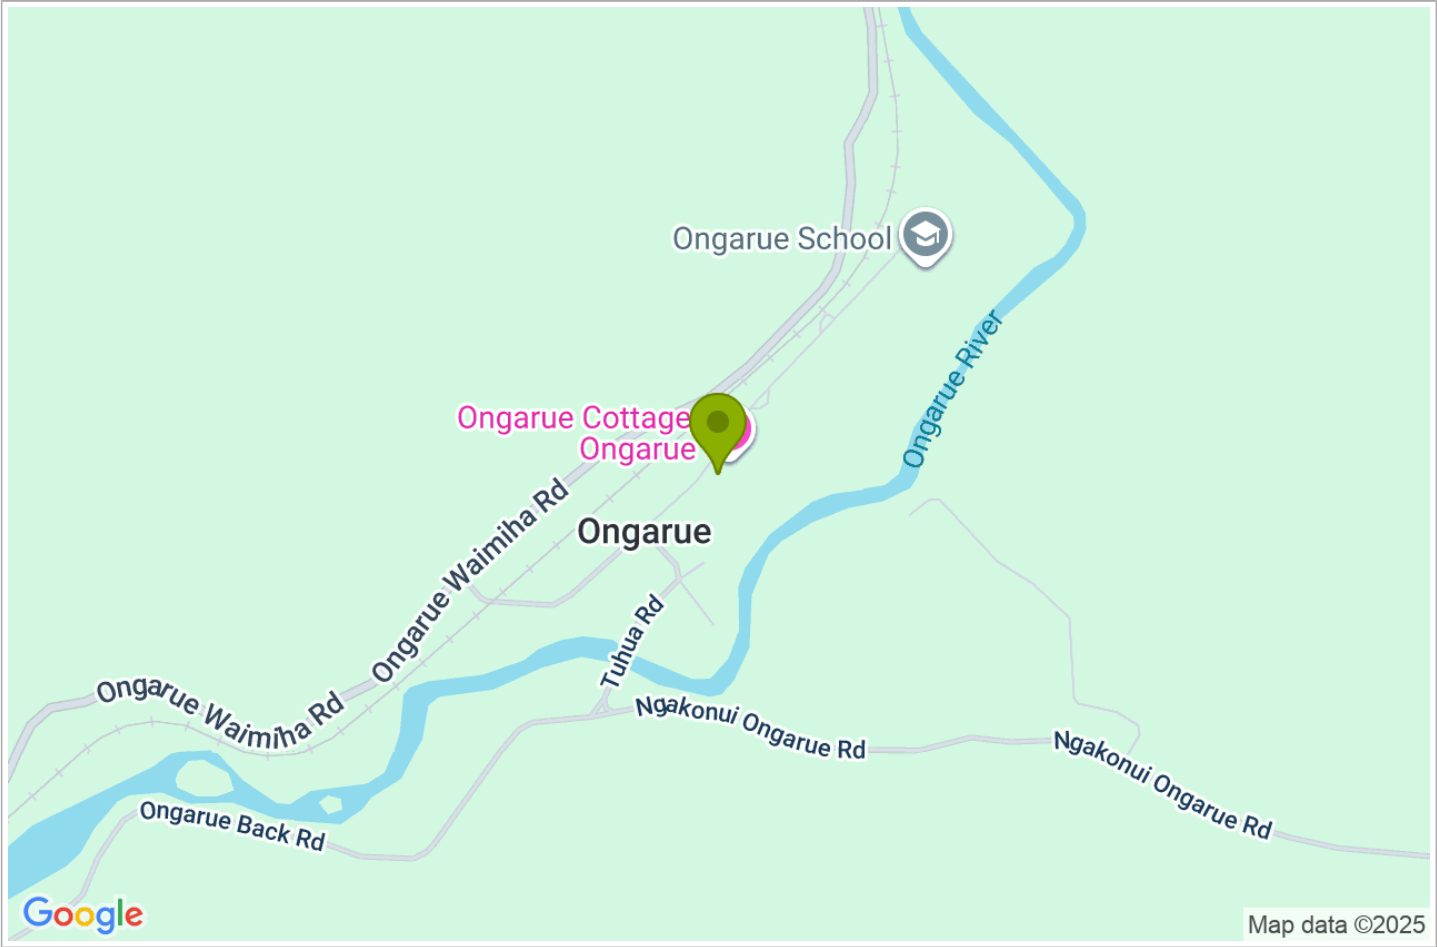 Ongarue School
Ongarue River
Ongarue Cottage
Ongarue
Ongarue Waimiha Rd
Ongarue
Tuhua Rd
Ongarue Waimiha Rd
Ngakonui Ongarue Rd
Ngakonui Ongarue Rd
Ongarue Back Rd
Google
Map data ©2025